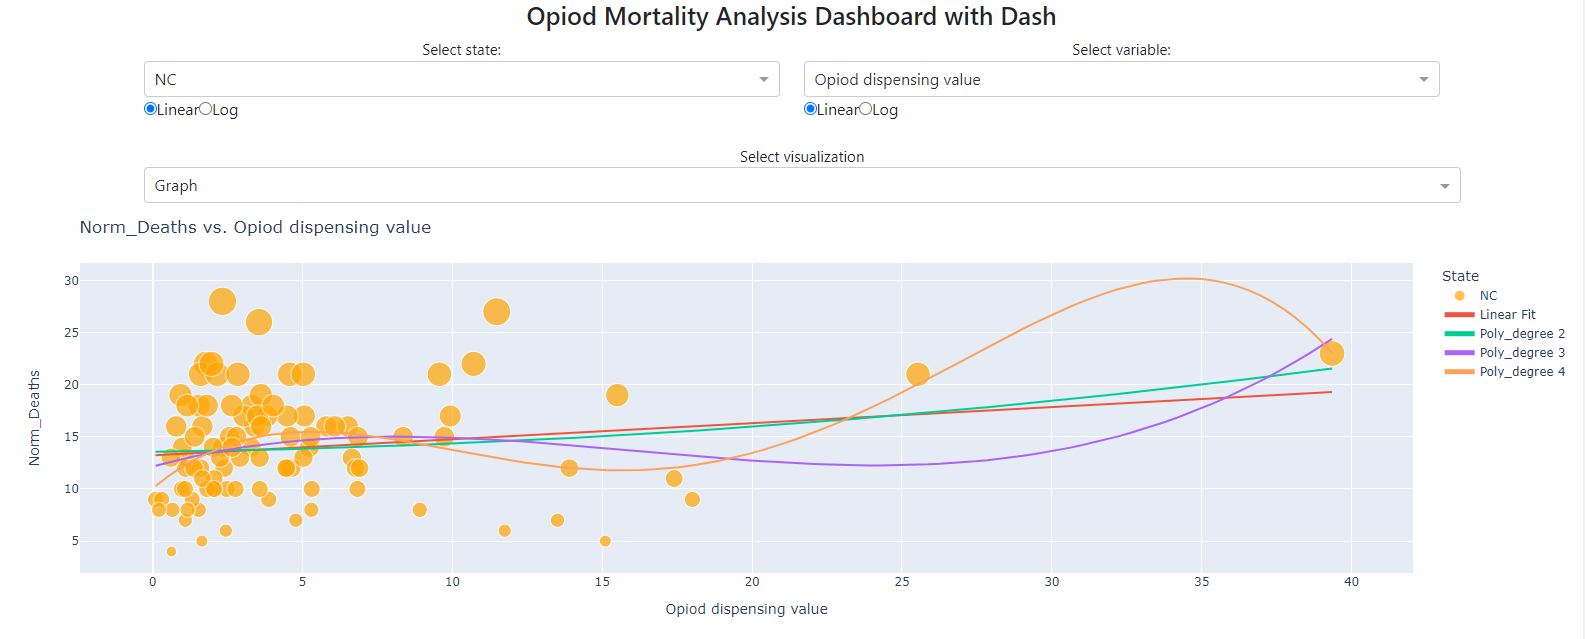 Opiod Mortality Analysis Dashboard with Dash
Select state:
Select variable:
NC
Opiod dispensing value
Linear Log
Linear Log
Select visualization
Graph
Norm_Deaths vs. Opiod dispensing value
30
25
20
15
10
5
Norm_Deaths
0 5 10 15 20 25 30 35 40
Opiod dispensing value
State
NC
Linear Fit
Poly_degree 2
Poly_degree 3
Poly_degree 4